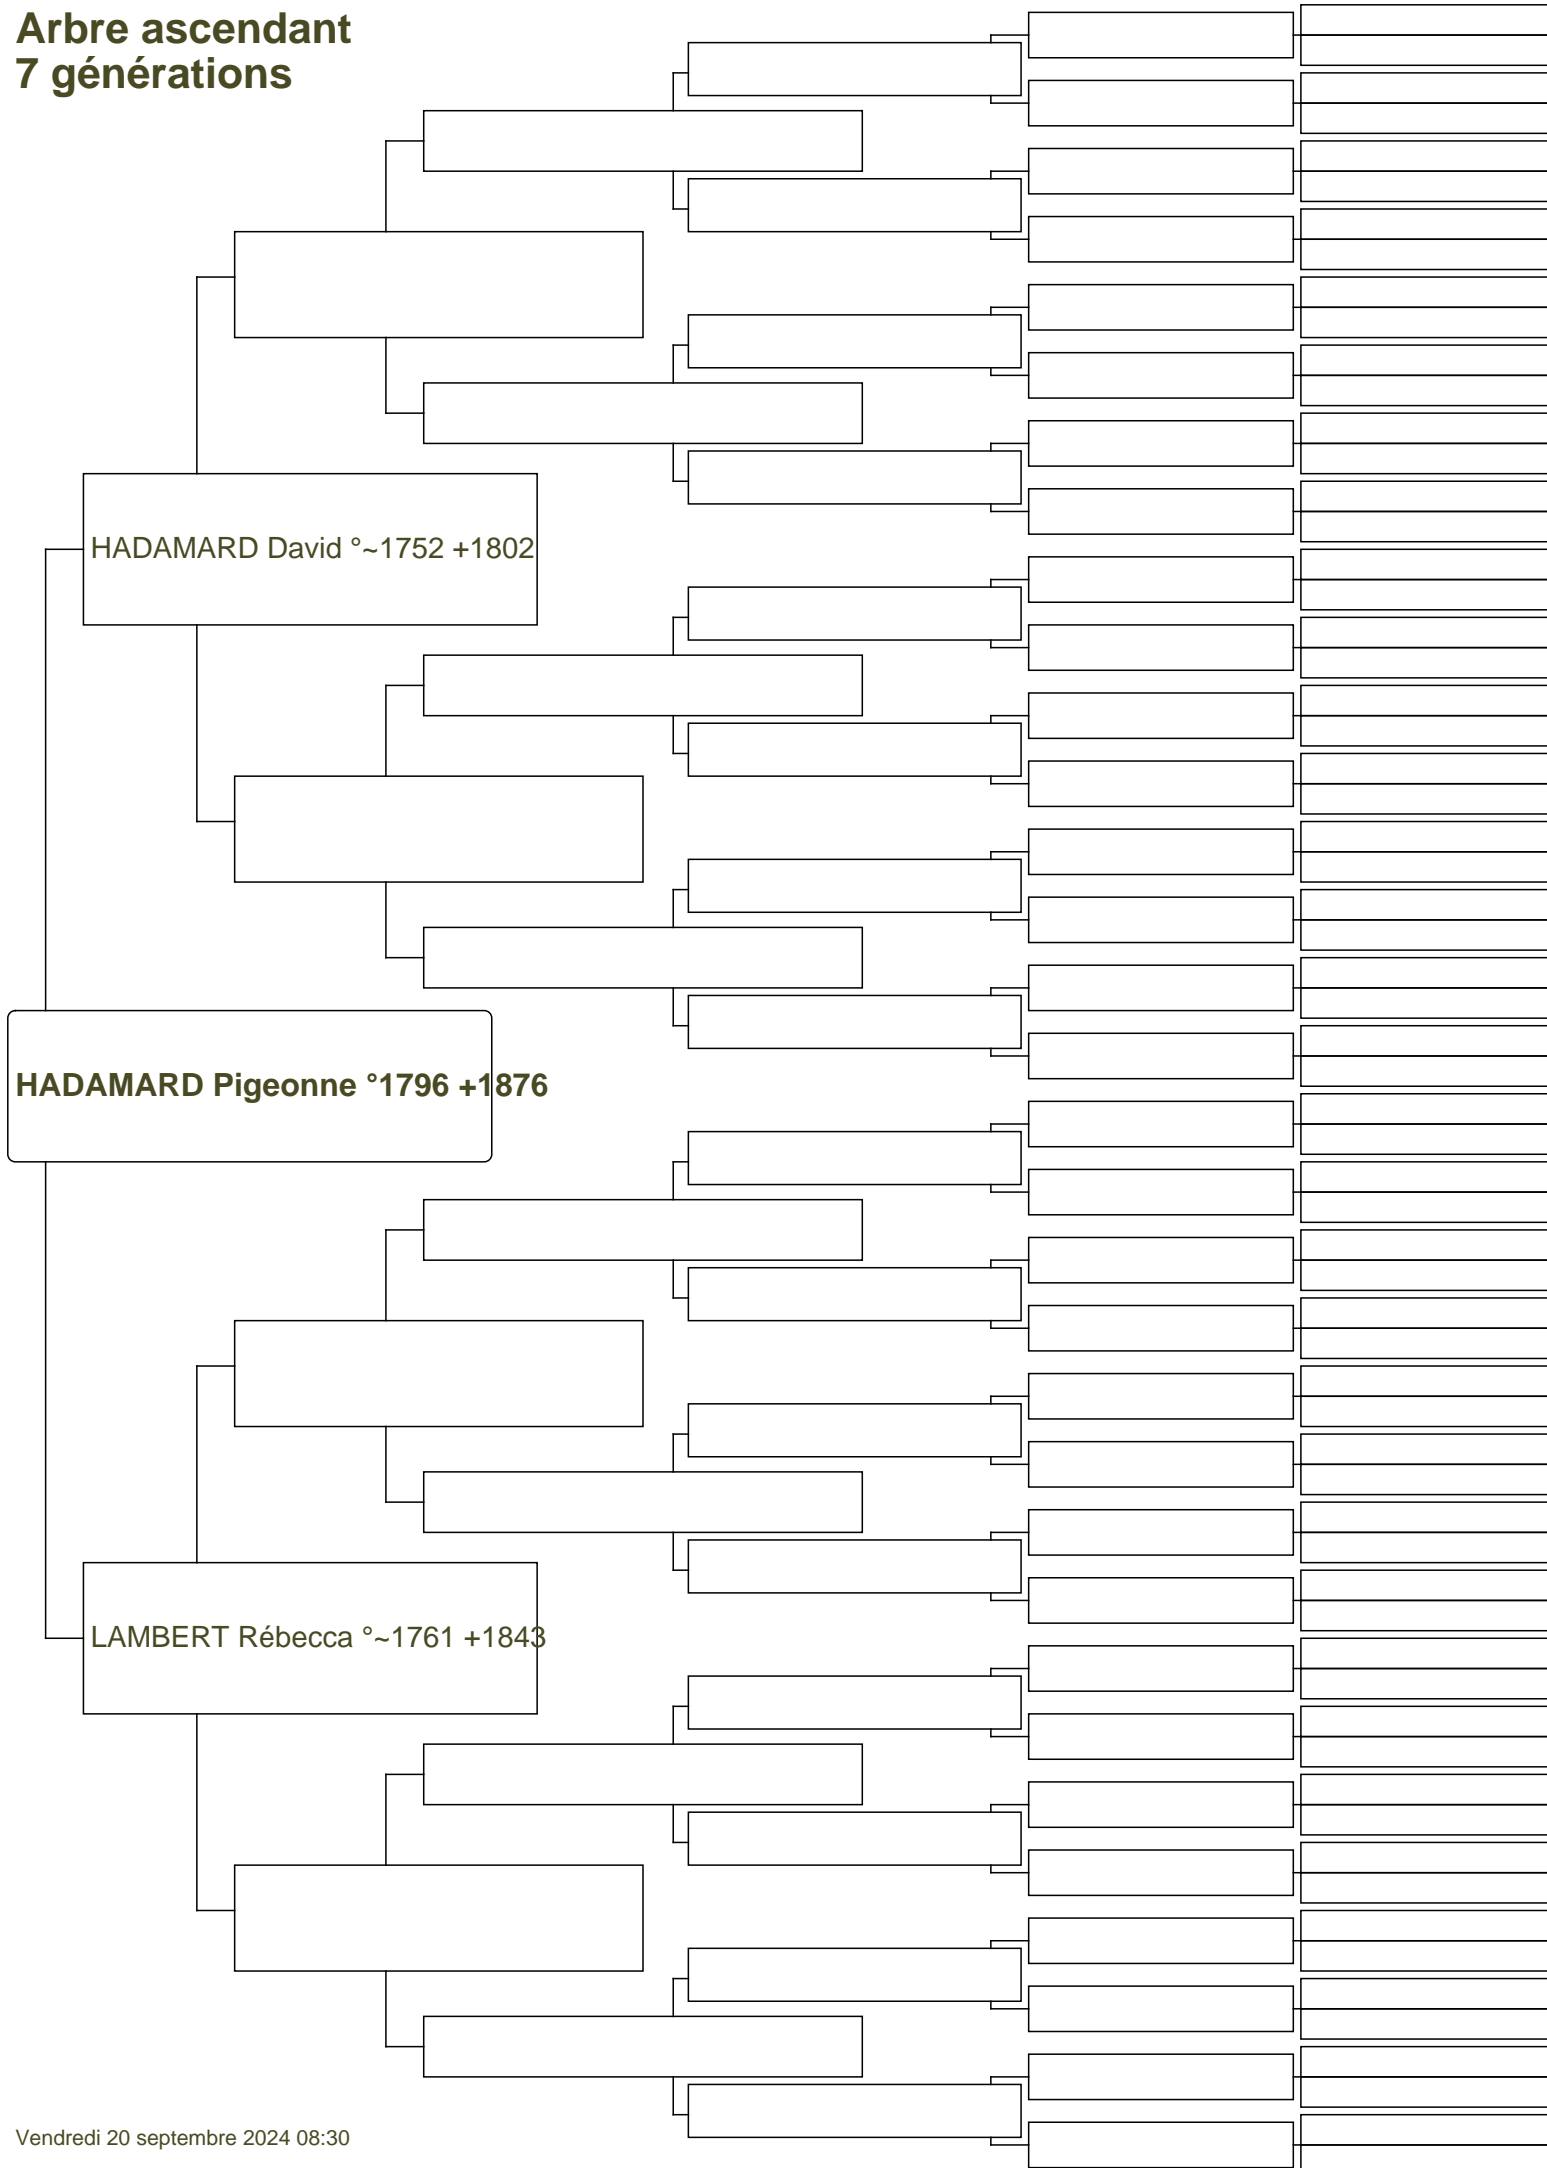 Arbre ascendant
7 générations
HADAMARD David °~1752 +1802
HADAMARD Pigeonne °1796 +1876
LAMBERT Rébecca °~1761 +1843
Vendredi 20 septembre 2024 08:30